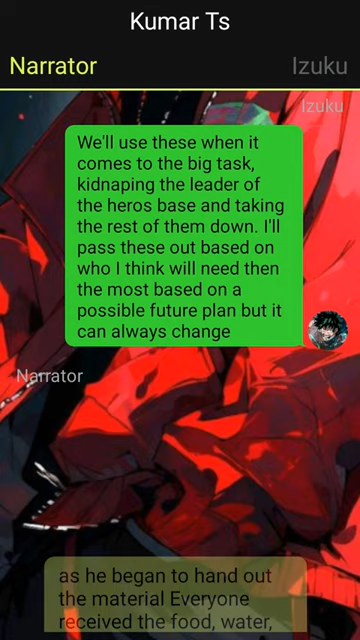 Kumar Ts
Narrator
Izuku
Izuku
We'll use these when it
comes to the big task,
kidnaping the leader of
the heros base and taking
the rest of them down. I'll
pass these out based on
who I think will need then
the most based on a
possible future plan but it
can always change
Narrator
as he began to hand out
the material Everyone
received the food, water,